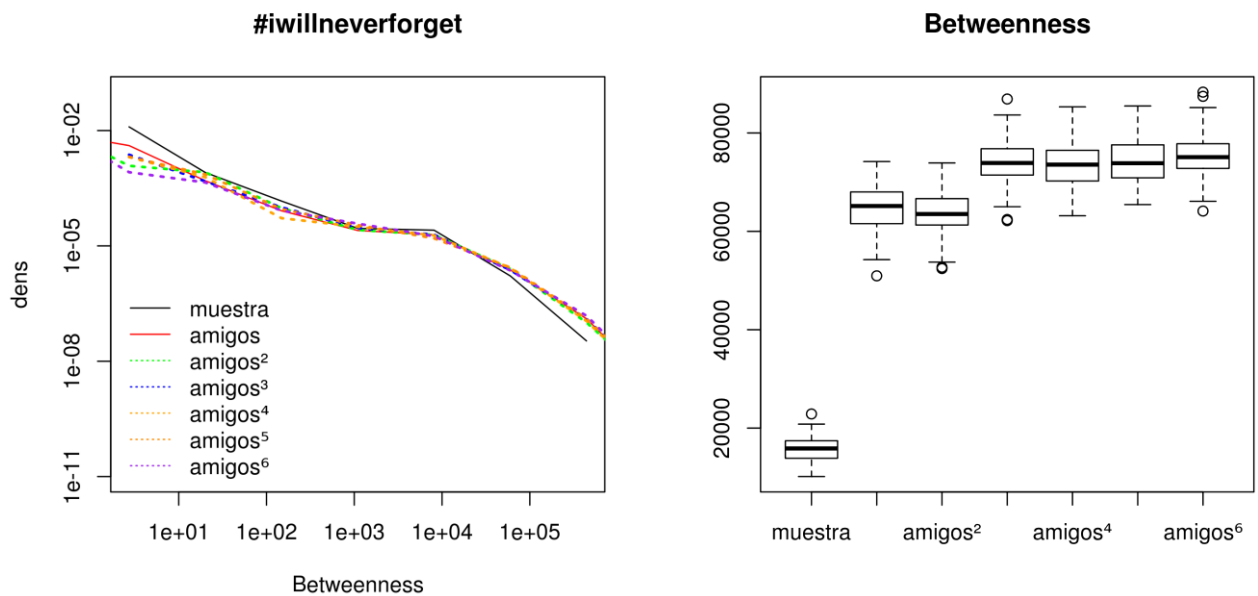 #iwillneverforget
dens
1e-02
1e-05
1e-08
1e-11
muestra
amigos
amigos²
amigos³
amigos⁴
amigos⁵
amigos⁶
1e+01 1e+02 1e+03 1e+04 1e+05
Betweenness
Betweenness
80000
60000
40000
20000
muestra amigos² amigos⁴ amigos⁶